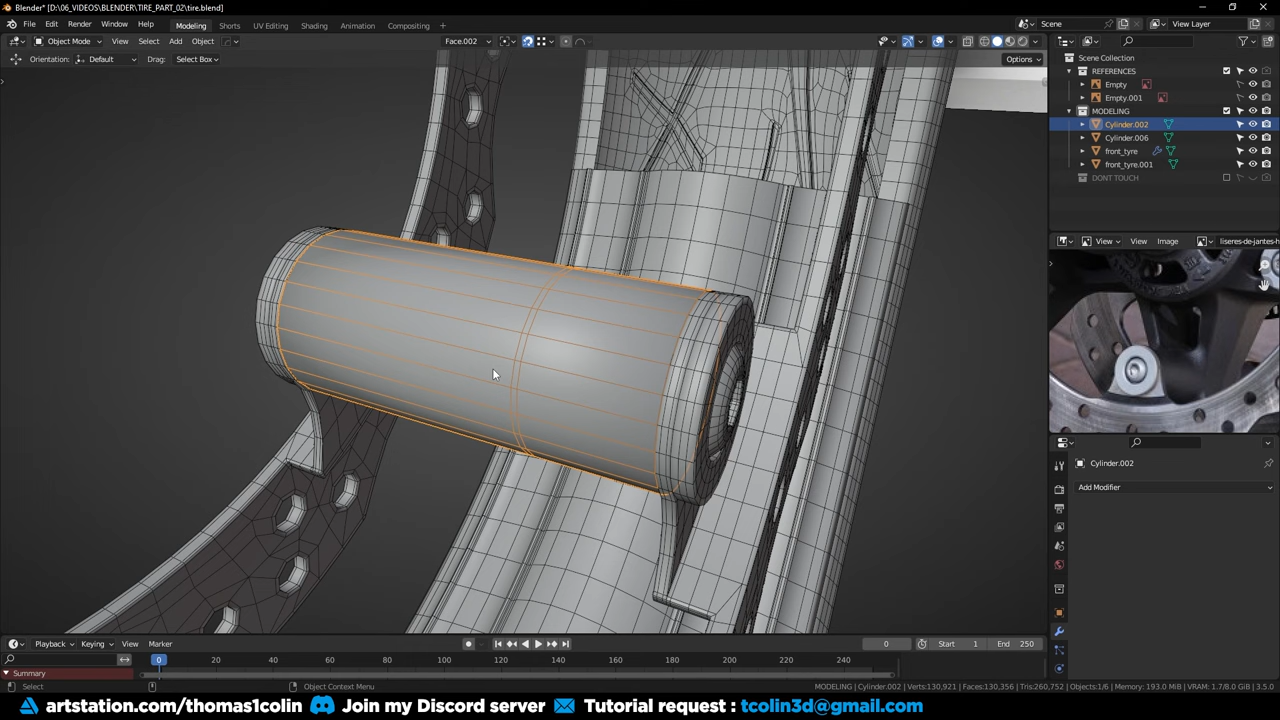 Blender* [D:\06_VIDEOS\BLENDER\TIRE_PART_02\tire.blend]
File Edit Render Window Help Modeling Shorts UV Editing Shading Animation Compositing Scene View Layer
Object Mode View Select Add Object Face.002
Orientation: Default Drag: Select Box Options
Scene Collection
REFERENCES
Empty
Empty.001
MODELING
Cylinder.002
Cylinder.006
front_tyre
front_tyre.001
DONT TOUCH
View View Image liseres-de-jantes-h
Cylinder.002
Add Modifier
Playback Keying View Marker 0 Start 1 End 250
0 20 40 60 80 100 120 140 160 180 200 220 240
Summary
Select Object Context Menu MODELING | Cylinder.002 | Verts:130,921 | Faces:130,356 | Tris:260,752 | Objects:1/6 | Memory: 193.0 MiB | VRAM: 1.7/8.0 GiB | 3.5.0
artstation.com/thomas1colin Join my Discord server Tutorial request : tcolin3d@gmail.com